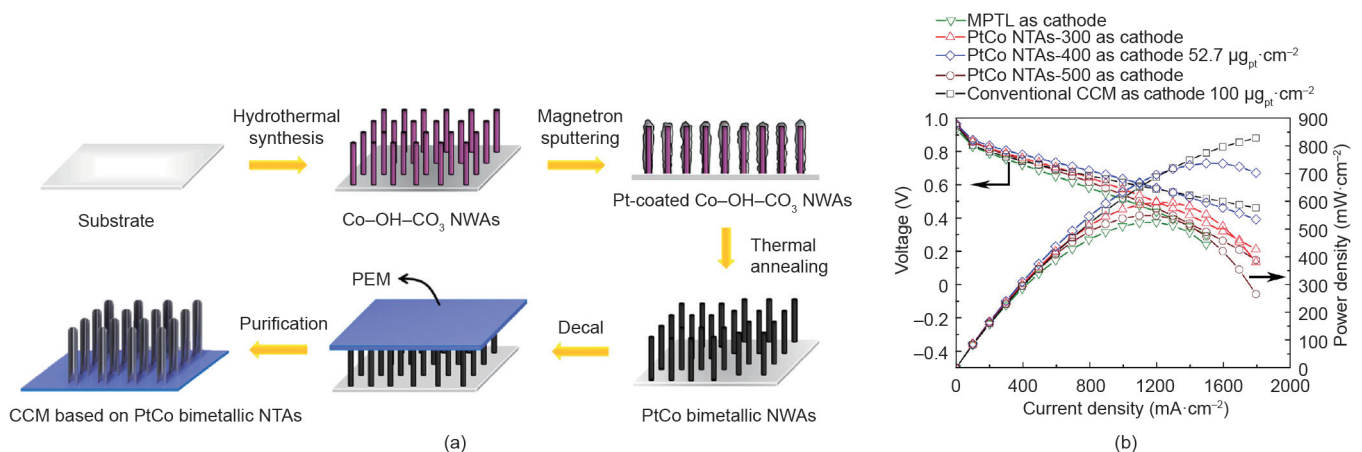 Hydrothermal
synthesis
Magnetron
sputtering
Substrate
Co–OH–CO₃ NWAs
Pt-coated Co–OH–CO₃ NWAs
Thermal
annealing
PEM
Purification
Decal
CCM based on PtCo bimetallic NTAs
PtCo bimetallic NWAs
(a)
MPTL as cathode
PtCo NTAs-300 as cathode
PtCo NTAs-400 as cathode 52.7 μgₚₜ·cm⁻²
PtCo NTAs-500 as cathode
Conventional CCM as cathode 100 μgₚₜ·cm⁻²
Voltage (V)
1.0
0.8
0.6
0.4
0.2
0
–0.2
–0.4
900
800
700
600
500
400
300
200
100
0
Power density (mW·cm⁻²)
0
400
800
1200
1600
2000
Current density (mA·cm⁻²)
(b)